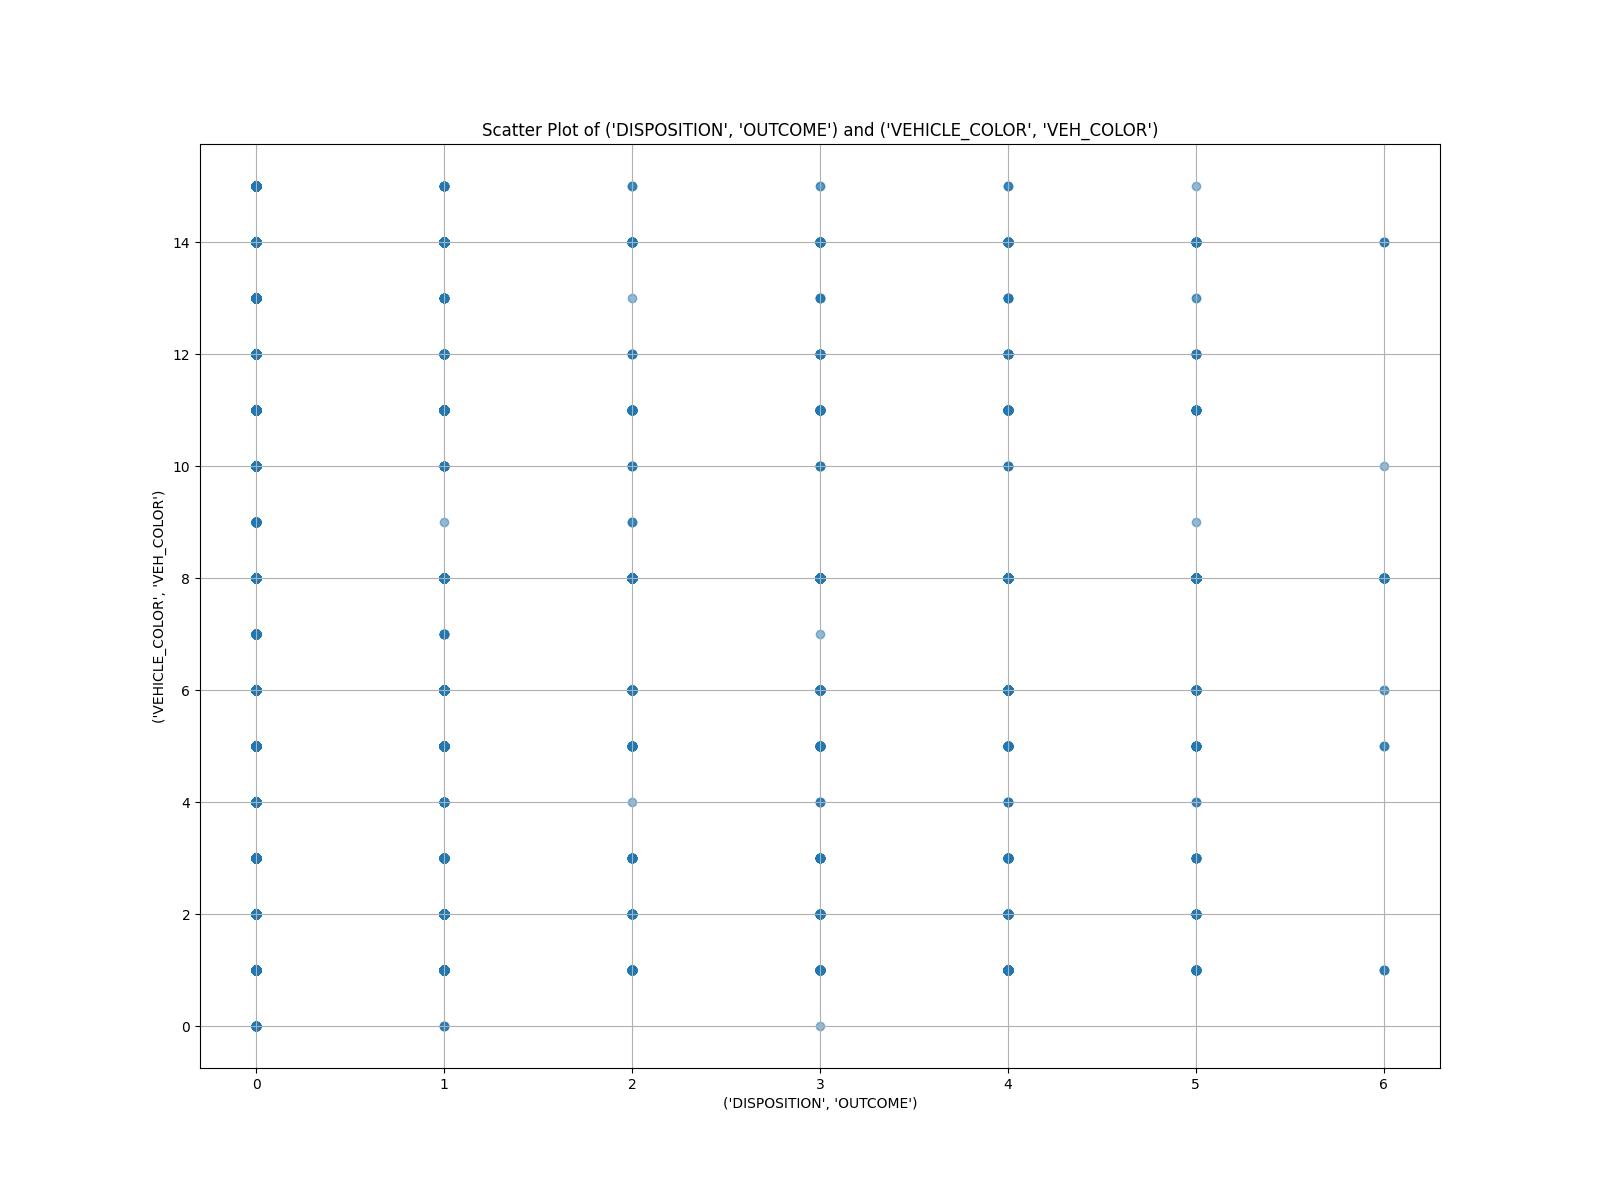 Scatter Plot of ('DISPOSITION', 'OUTCOME') and ('VEHICLE_COLOR', 'VEH_COLOR')
14
12
10
8
6
4
2
0
('VEHICLE_COLOR', 'VEH_COLOR')
0 1 2 3 4 5 6
('DISPOSITION', 'OUTCOME')